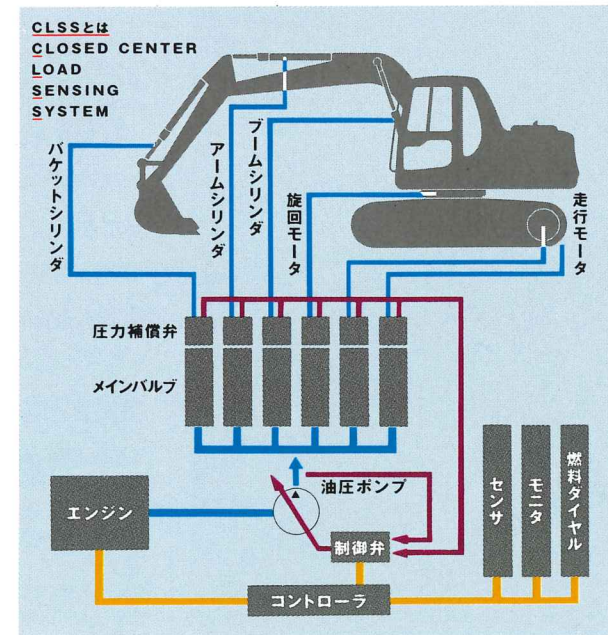 CLSSとは
CLOSED CENTER
LOAD
SENSING
SYSTEM
バケットシリンダ
アームシリンダ
ブームシリンダ
旋回モータ
走行モータ
圧力補償弁
メインバルブ
油圧ポンプ
エンジン
制御弁
コントローラ
センサ
モニタ
燃料ダイヤル